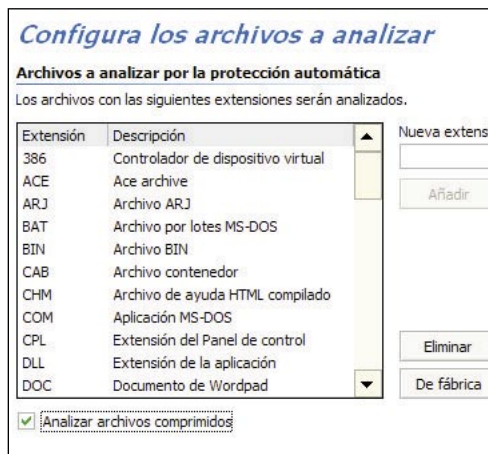 Configura los archivos a analizar
Archivos a analizar por la protección automática
Los archivos con las siguientes extensiones serán analizados.
Extensión Descripción
386 Controlador de dispositivo virtual
ACE Ace archive
ARJ Archivo ARJ
BAT Archivo por lotes MS-DOS
BIN Archivo BIN
CAB Archivo contenedor
CHM Archivo de ayuda HTML compilado
COM Aplicación MS-DOS
CPL Extensión del Panel de control
DLL Extensión de la aplicación
DOC Documento de Wordpad
Nueva extens
Añadir
Eliminar
De fábrica
Analizar archivos comprimidos